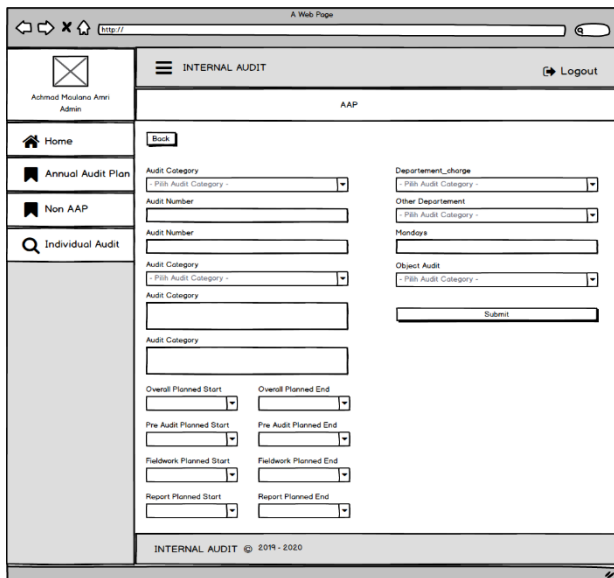 A Web Page
http://
INTERNAL AUDIT
Logout
Achmad Maulana Amri
Admin
AAP
Home
Annual Audit Plan
Non AAP
Individual Audit
Back
Audit Category
- Pilih Audit Category -
Audit Number
Audit Number
Audit Category
- Pilih Audit Category -
Audit Category
Audit Category
Overall Planned Start
Overall Planned End
Pre Audit Planned Start
Pre Audit Planned End
Fieldwork Planned Start
Fieldwork Planned End
Report Planned Start
Report Planned End
Departement_charge
- Pilih Audit Category -
Other Departement
- Pilih Audit Category -
Mandays
Object Audit
- Pilih Audit Category -
Submit
INTERNAL AUDIT © 2019 - 2020